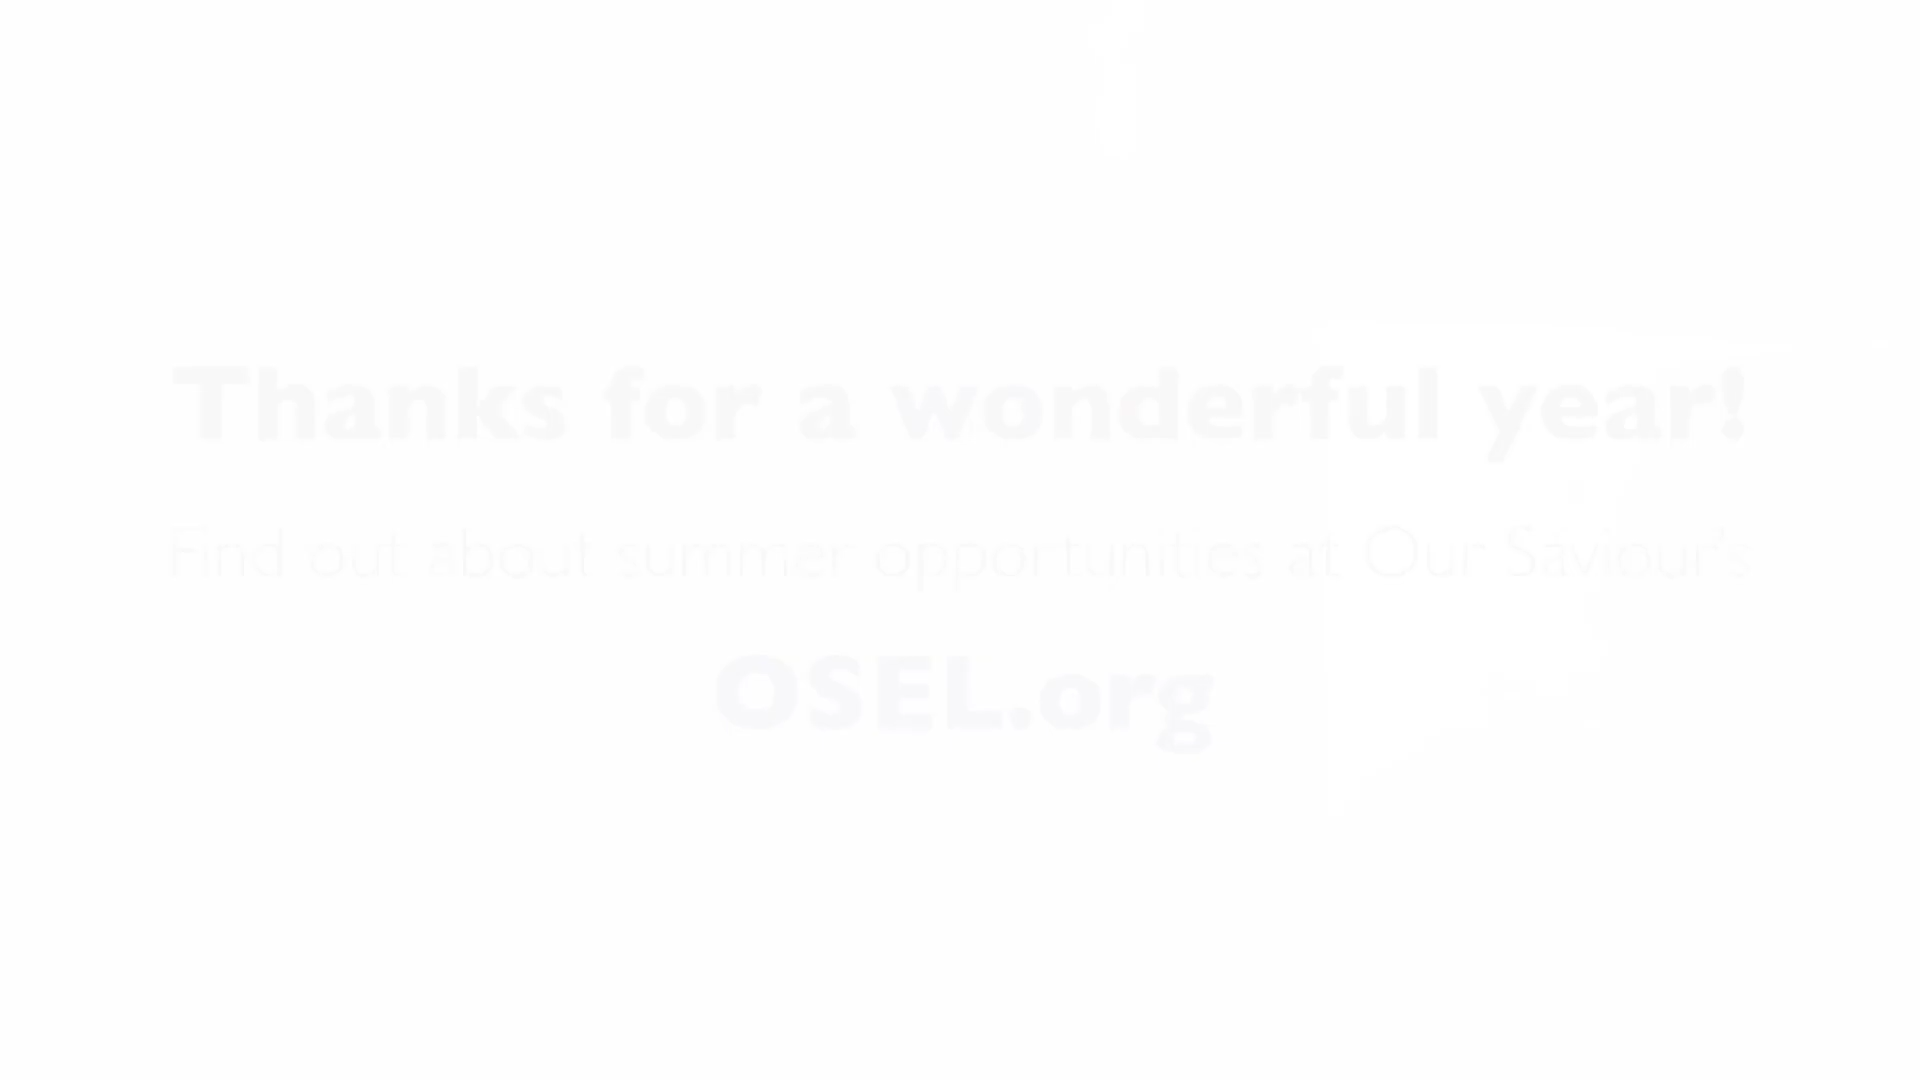 Thanks for a wonderful year!
Find out about summer opportunities at Our Saviour's
OSEL.org